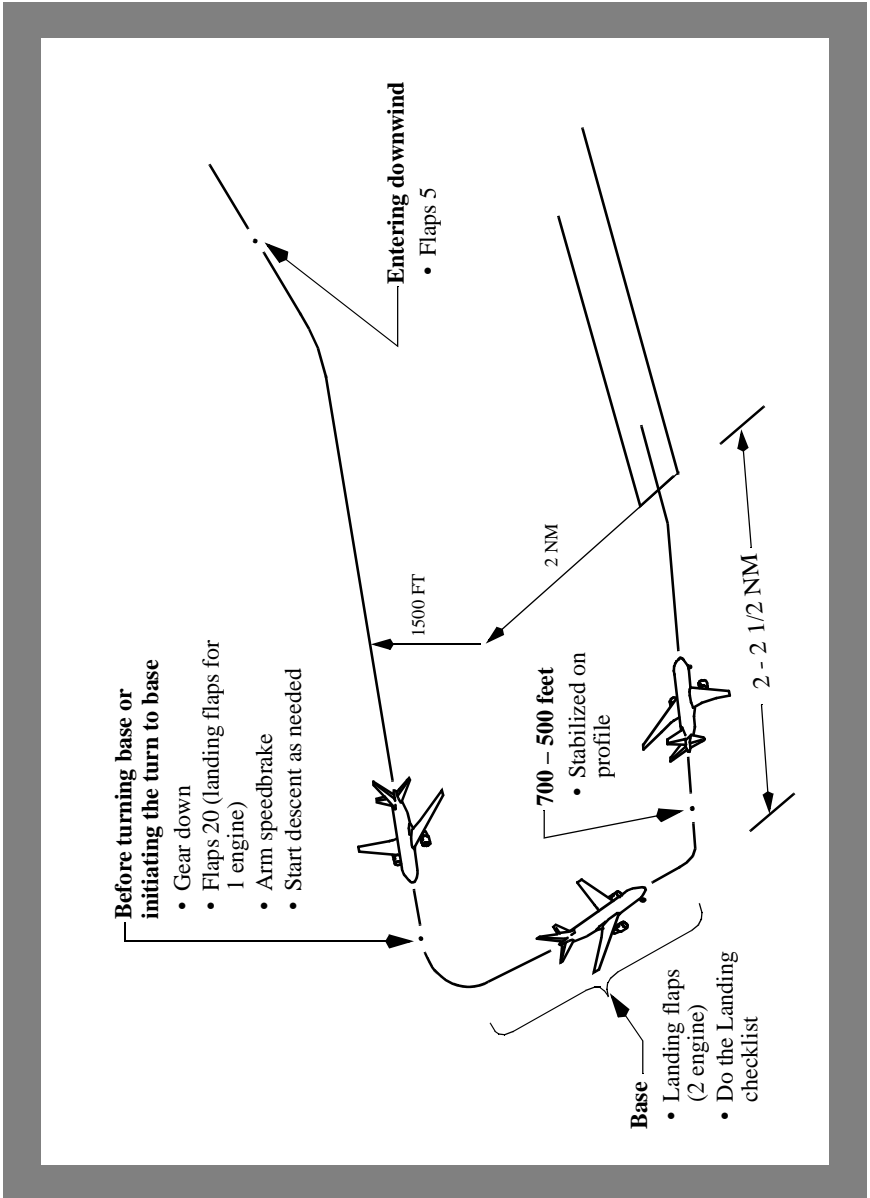 Before turning base or
initiating the turn to base
• Gear down
• Flaps 20 (landing flaps for
1 engine)
• Arm speedbrake
• Start descent as needed
Entering downwind
• Flaps 5
1500 FT
2 NM
700 – 500 feet
• Stabilized on
profile
Base
• Landing flaps
(2 engine)
• Do the Landing
checklist
2 - 2 1/2 NM